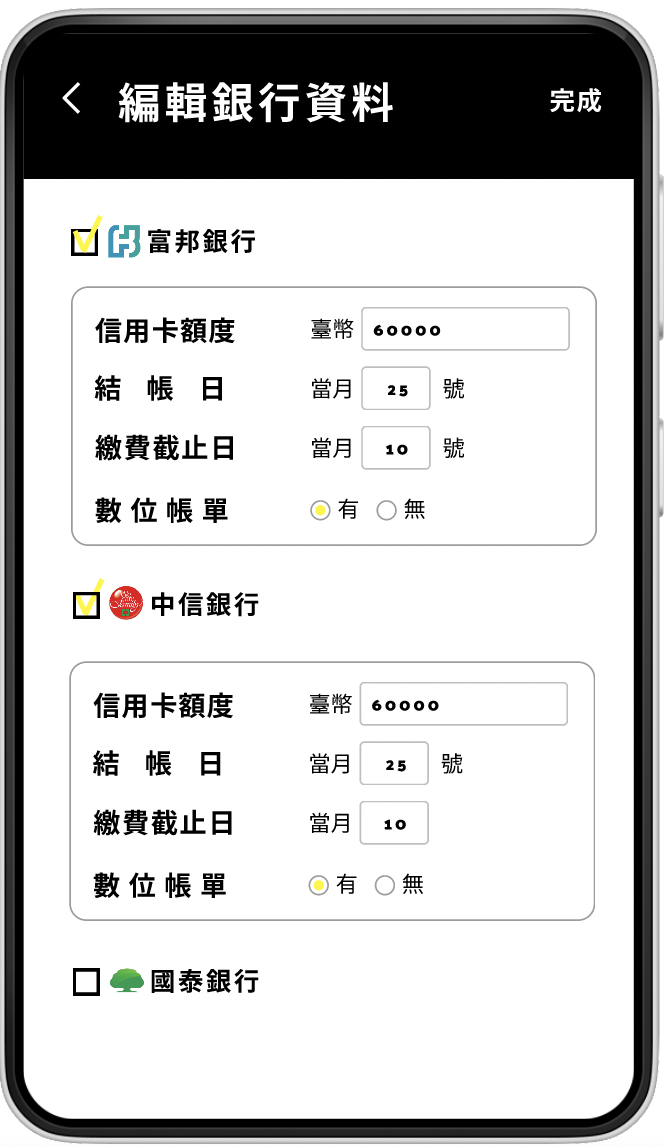 編輯銀行資料 完成
富邦銀行
信用卡額度 臺幣 60000
結帳日 當月 25 號
繳費截止日 當月 10 號
數位帳單 有 無
中信銀行
信用卡額度 臺幣 60000
結帳日 當月 25 號
繳費截止日 當月 10
數位帳單 有 無
國泰銀行